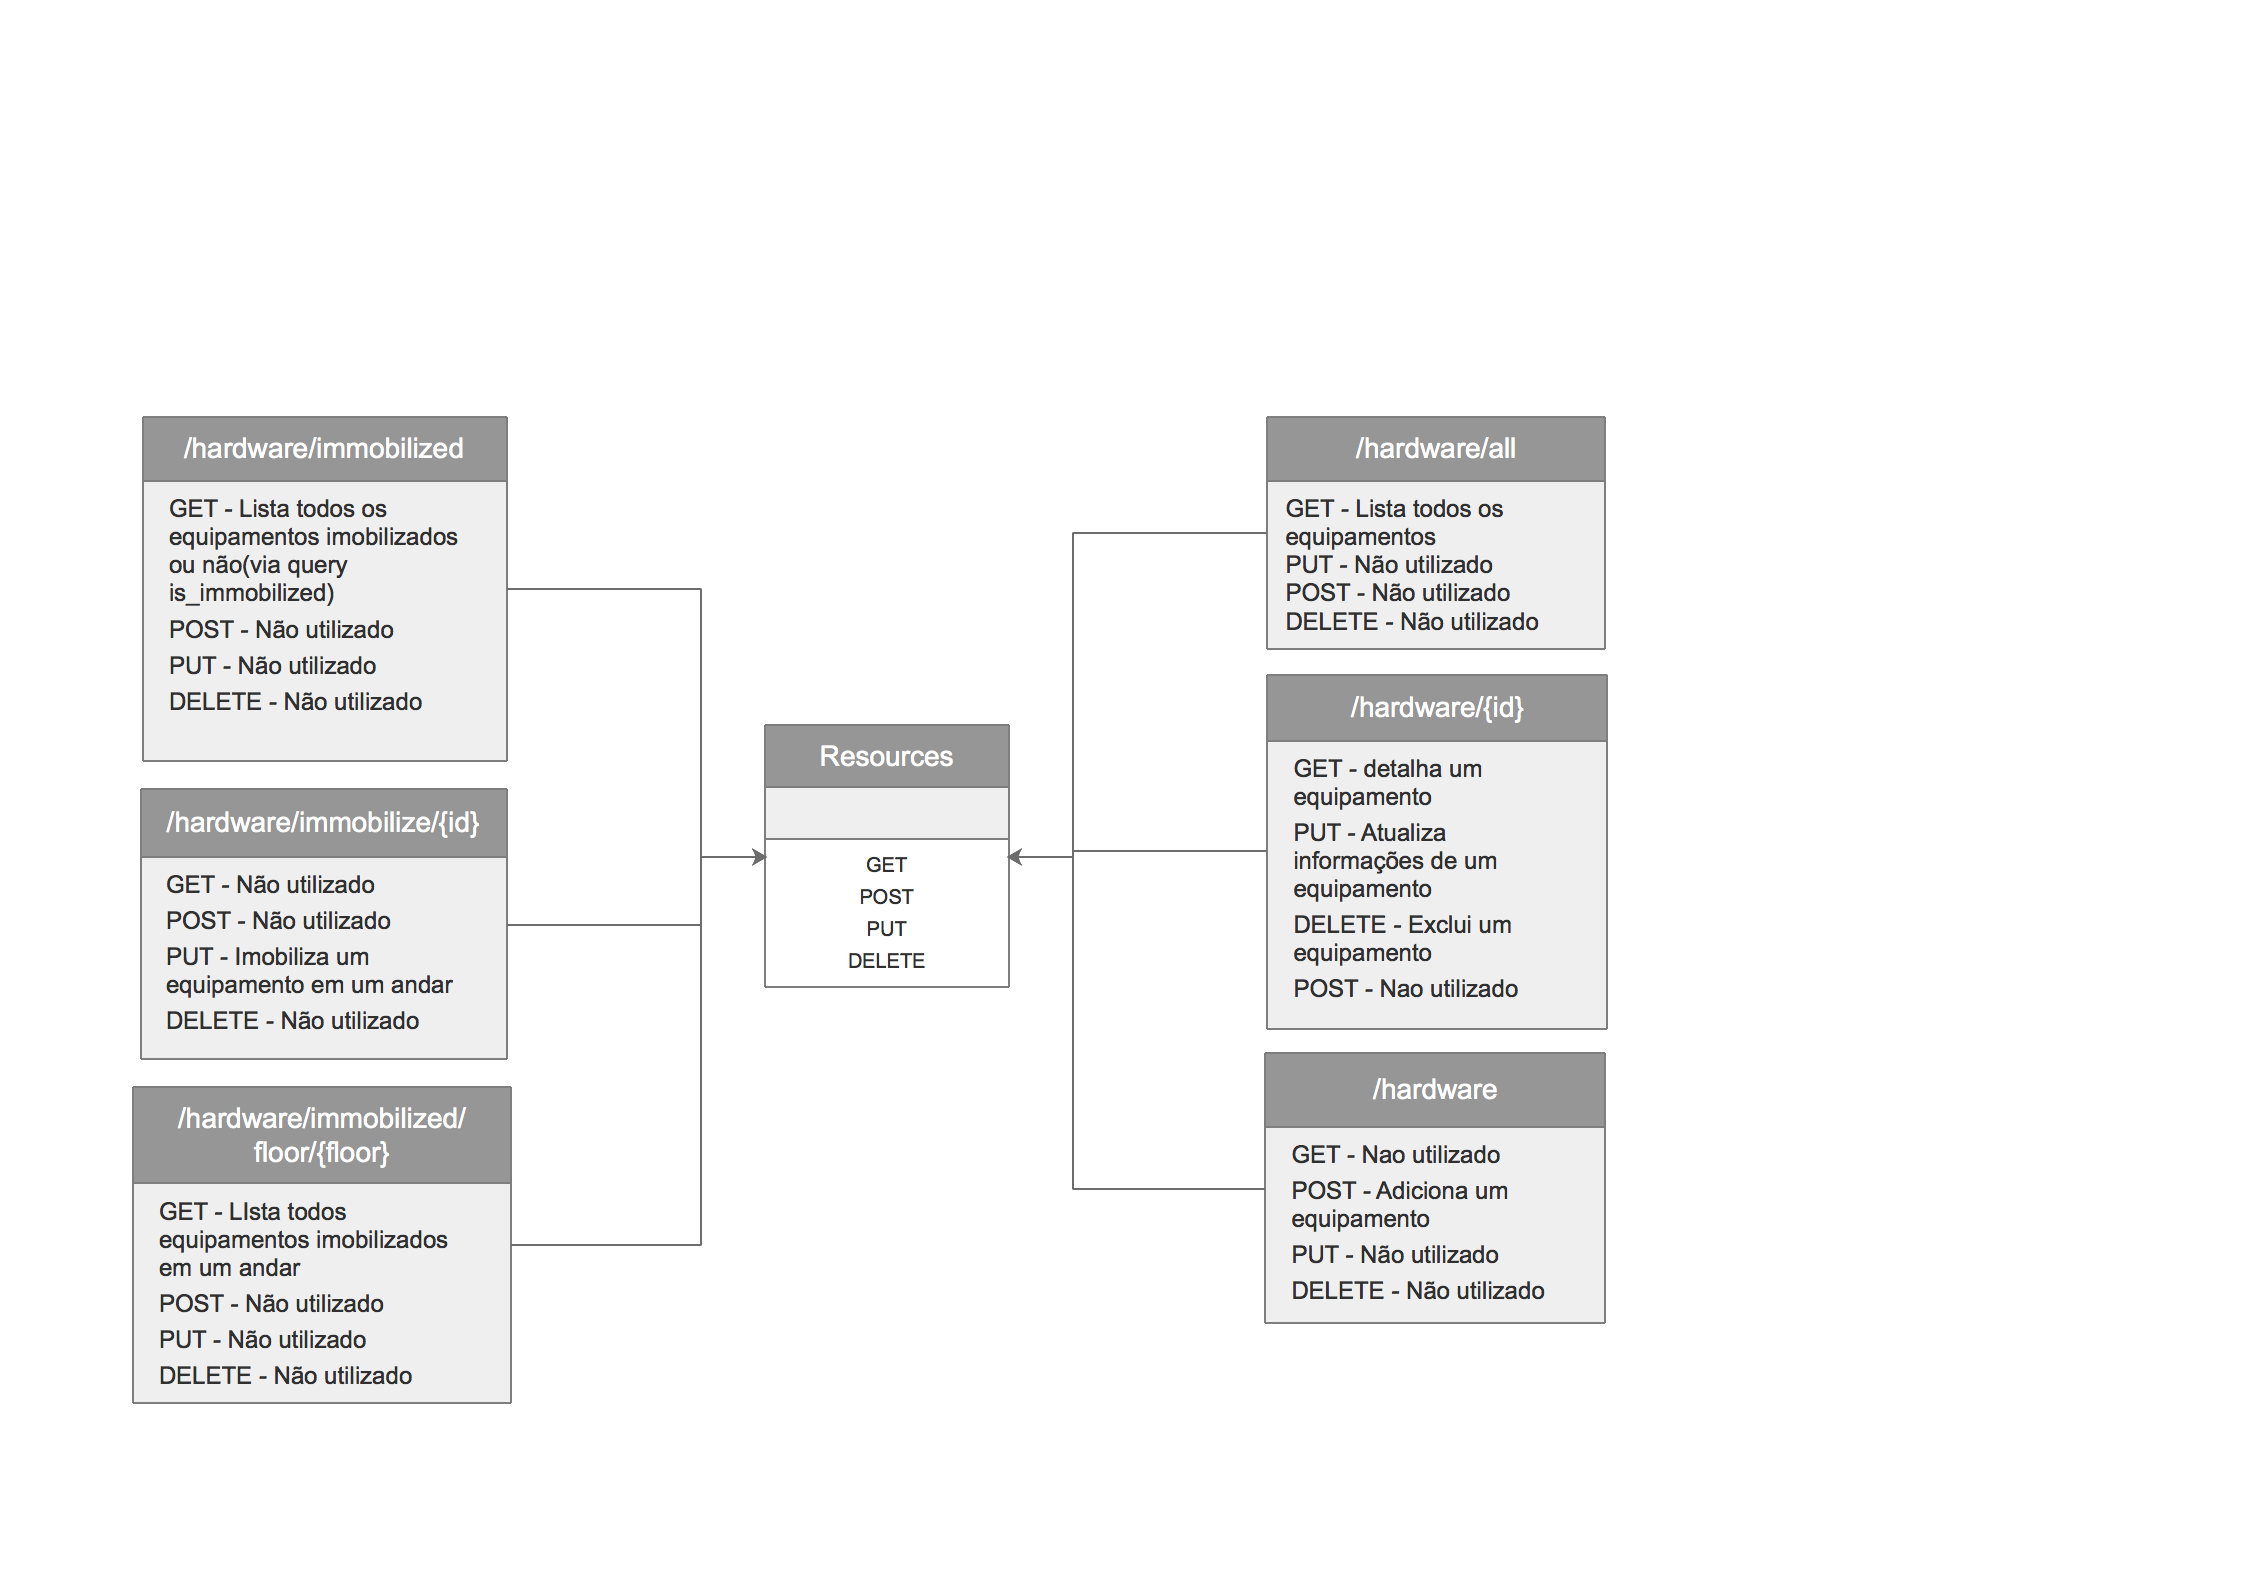 /hardware/immobilized
GET - Lista todos os
equipamentos imobilizados
ou não(via query
is_immobilized)
POST - Não utilizado
PUT - Não utilizado
DELETE - Não utilizado
/hardware/immobilize/{id}
GET - Não utilizado
POST - Não utilizado
PUT - Imobiliza um
equipamento em um andar
DELETE - Não utilizado
/hardware/immobilized/
floor/{floor}
GET - LIsta todos
equipamentos imobilizados
em um andar
POST - Não utilizado
PUT - Não utilizado
DELETE - Não utilizado
Resources
GET
POST
PUT
DELETE
/hardware/all
GET - Lista todos os
equipamentos
PUT - Não utilizado
POST - Não utilizado
DELETE - Não utilizado
/hardware/{id}
GET - detalha um
equipamento
PUT - Atualiza
informações de um
equipamento
DELETE - Exclui um
equipamento
POST - Nao utilizado
/hardware
GET - Nao utilizado
POST - Adiciona um
equipamento
PUT - Não utilizado
DELETE - Não utilizado